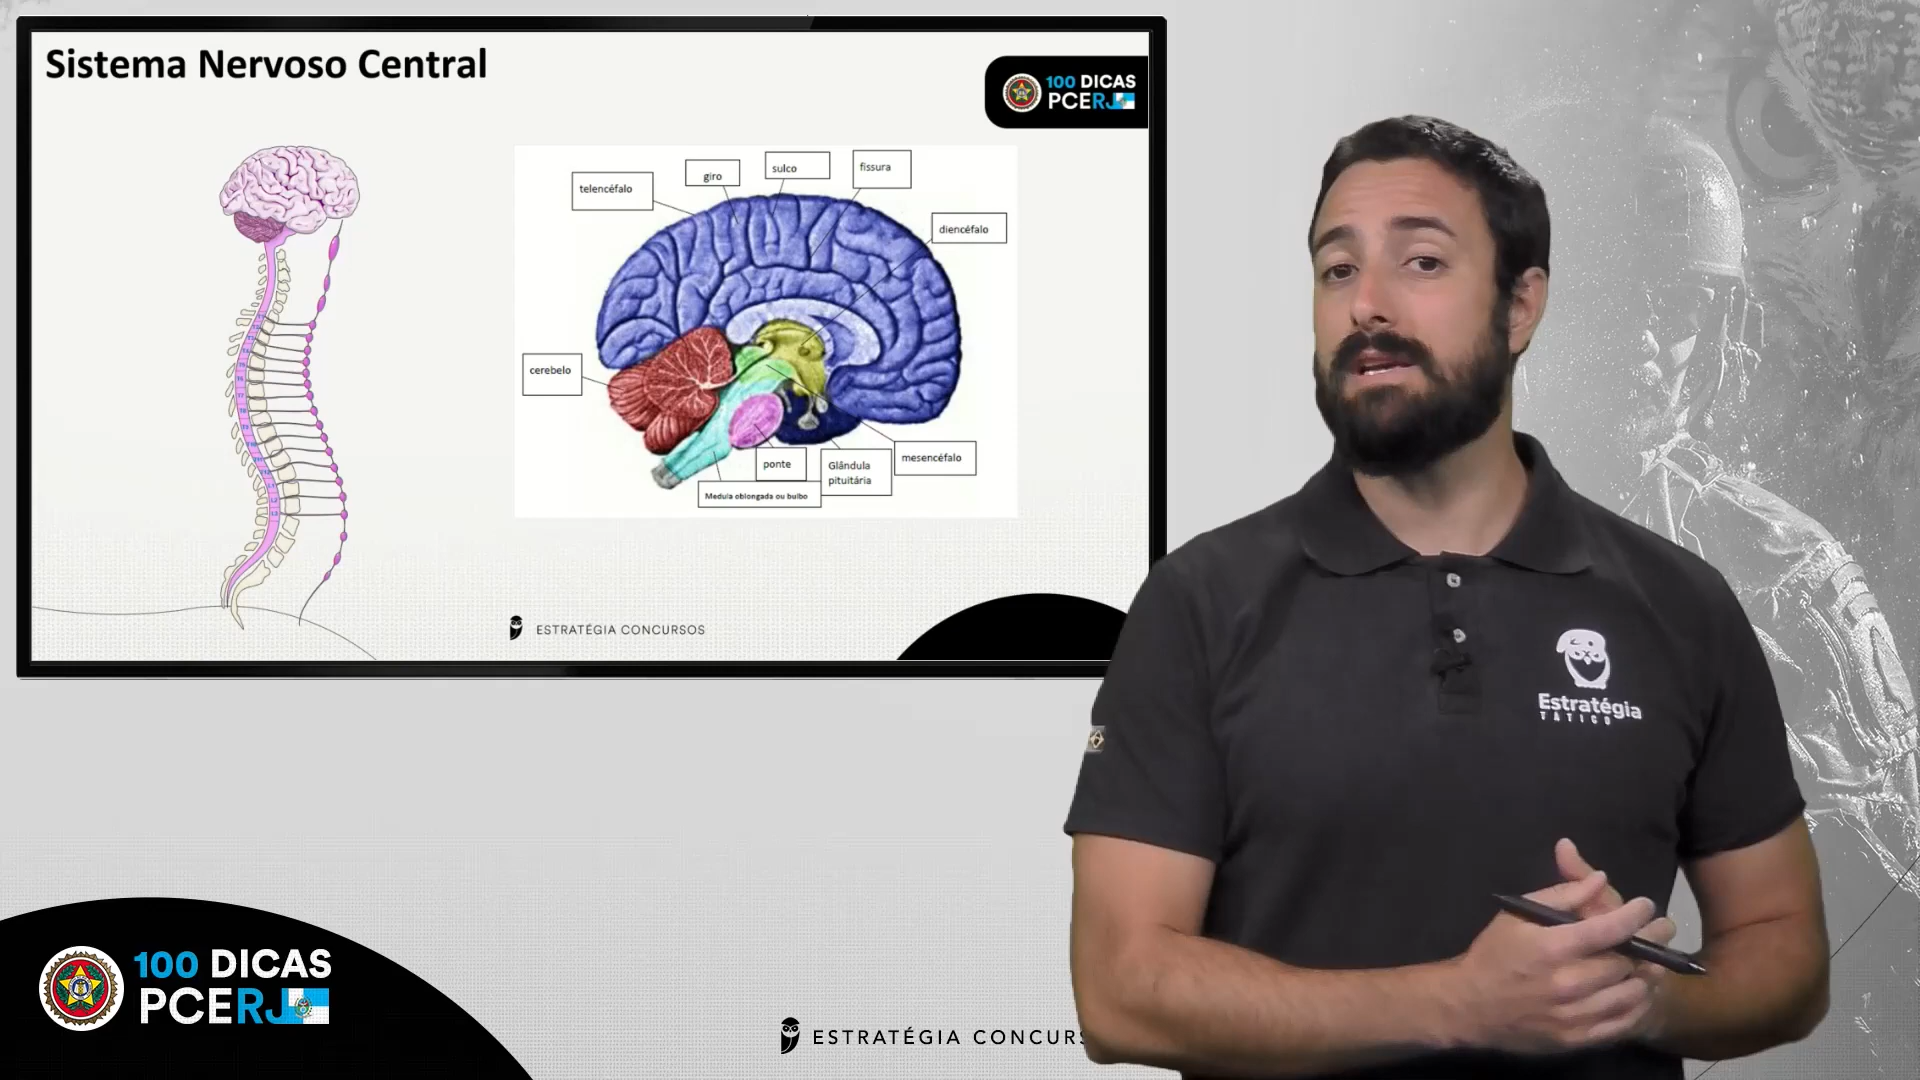 Sistema Nervoso Central
100 DICAS
PCERJ
telencéfalo
giro
sulco
fissura
diencéfalo
cerebelo
ponte
Glândula
pituitária
mesencéfalo
Medula oblongada ou bulbo
ESTRATÉGIA CONCURSOS
Estratégia
TÁTICO
100 DICAS
PCERJ
ESTRATÉGIA CONCURS